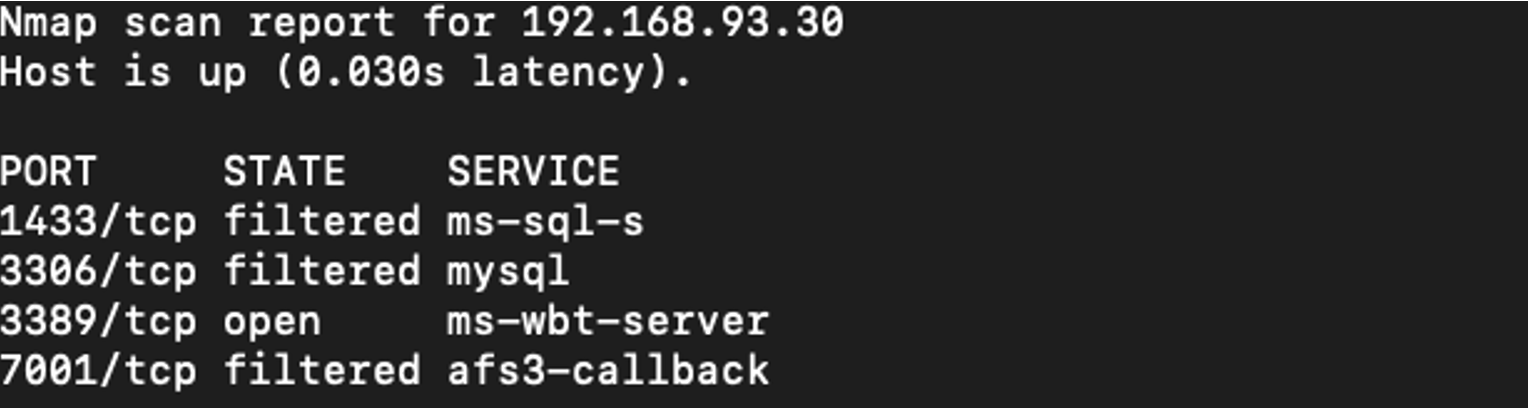 Nmap scan report for 192.168.93.30
Host is up (0.030s latency).
PORT     STATE    SERVICE
1433/tcp filtered ms-sql-s
3306/tcp filtered mysql
3389/tcp open     ms-wbt-server
7001/tcp filtered afs3-callback